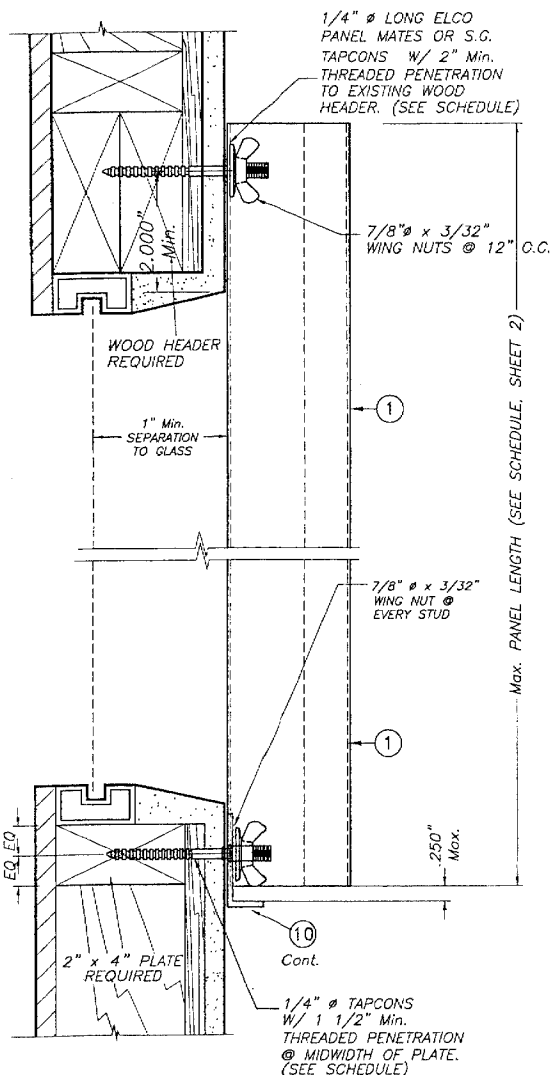 1/4" ø LONG ELCO
PANEL MATES OR S.G.
TAPCONS W/ 2" Min.
THREADED PENETRATION
TO EXISTING WOOD
HEADER. (SEE SCHEDULE)
7/8"ø x 3/32"
WING NUTS @ 12" O.C.
2.000"
Min.
WOOD HEADER
REQUIRED
1" Min.
SEPARATION
TO GLASS
1
Max. PANEL LENGTH (SEE SCHEDULE, SHEET 2)
7/8" ø x 3/32"
WING NUT @
EVERY STUD
1
EQ. EQ.
.250"
Max.
10
Cont.
2" x 4" PLATE
REQUIRED
1/4" ø TAPCONS
W/ 1 1/2" Min.
THREADED PENETRATION
@ MIDWIDTH OF PLATE.
(SEE SCHEDULE)